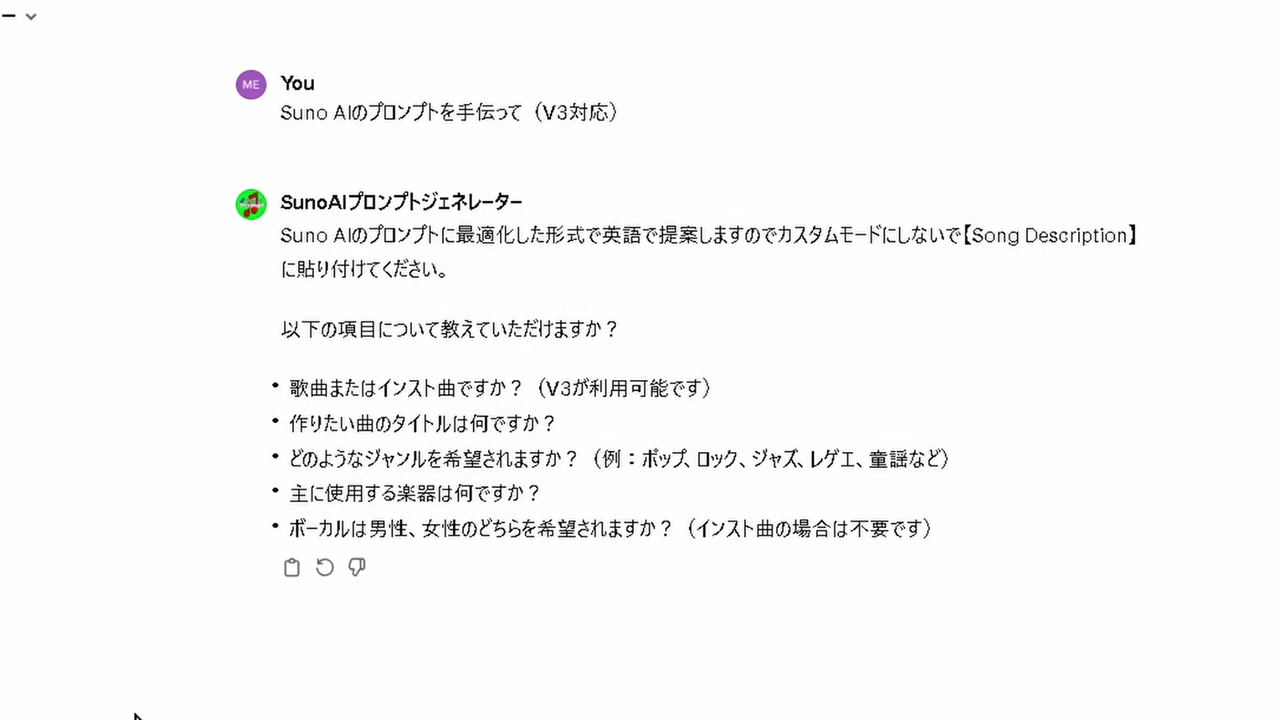 ME
You
Suno AIのプロンプトを手伝って（V3対応）
SunoAIプロンプトジェネレーター
Suno AIのプロンプトに最適化した形式で英語で提案しますのでカスタムモードにしないで【Song Description】
に貼り付けてください。
以下の項目について教えていただけますか？
• 歌曲またはインスト曲ですか？（V3が利用可能です）
• 作りたい曲のタイトルは何ですか？
• どのようなジャンルを希望されますか？（例：ポップ、ロック、ジャズ、レゲエ、童謡など）
• 主に使用する楽器は何ですか？
• ボーカルは男性、女性のどちらを希望されますか？（インスト曲の場合は不要です）